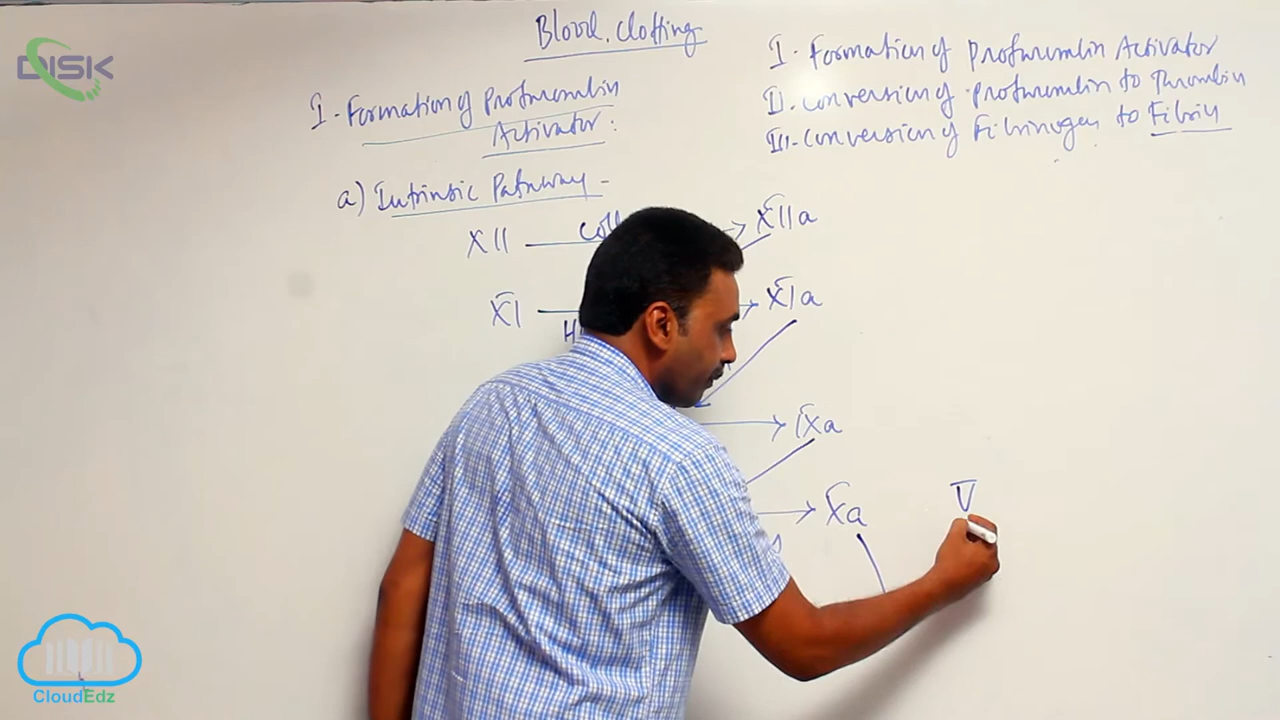 DISK
Blood clotting
I. Formation of Prothrombin Activator
II. Conversion of prothrombin to Thrombin
III. Conversion of Fibrinogen to Fibrin
I. Formation of Prothrombin
Activator:
a) Intrinsic Pathway -
XII Coll XIIa
XI H XIa
IXa
Xa V
CloudEdz